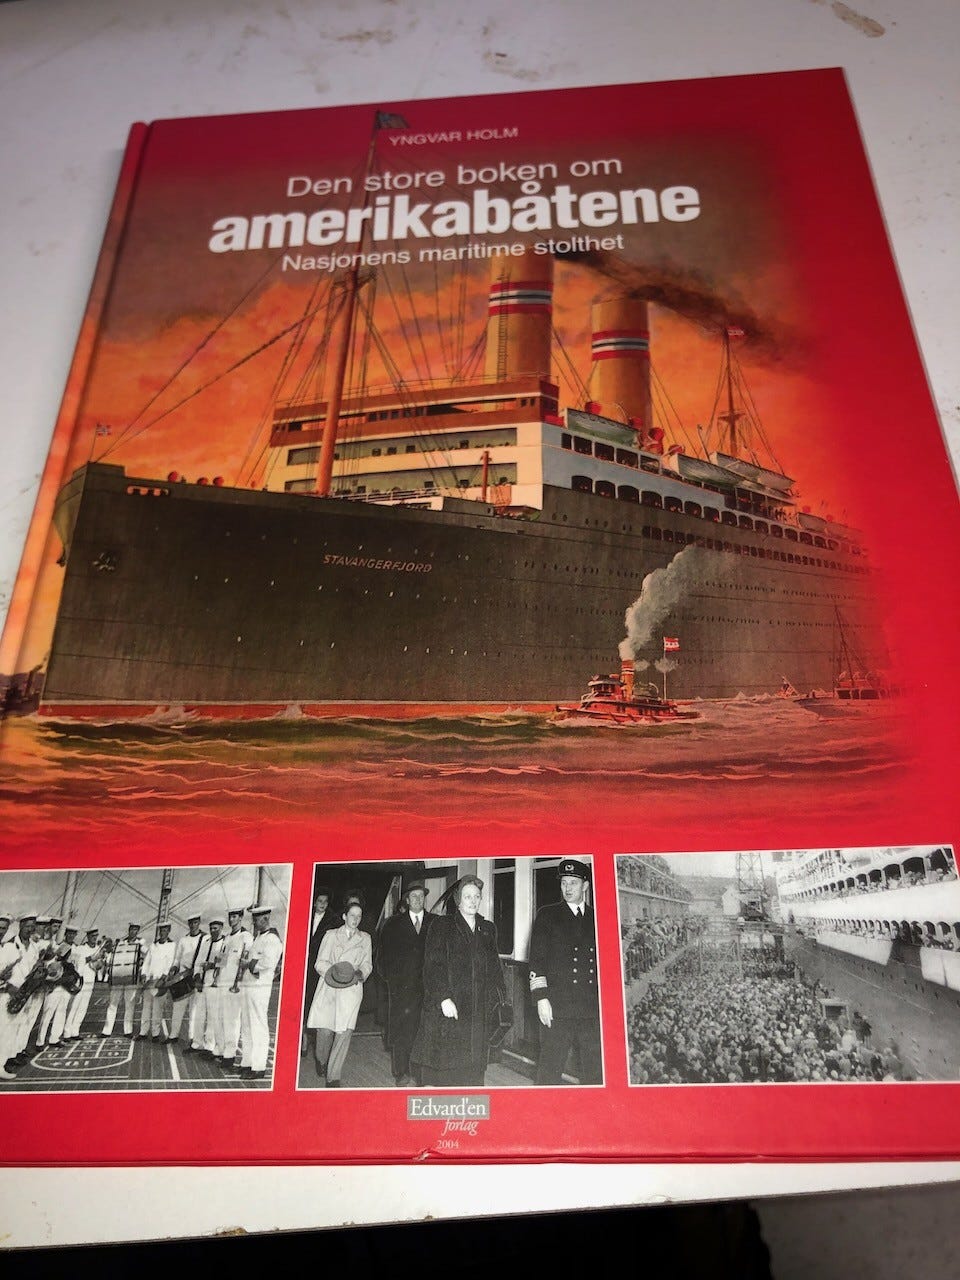 YNGVAR HOLM
Den store boken om
amerikabåtene
Nasjonens maritime stolthet
STAVANGERFJORD
Edvard'en
forlag
2004